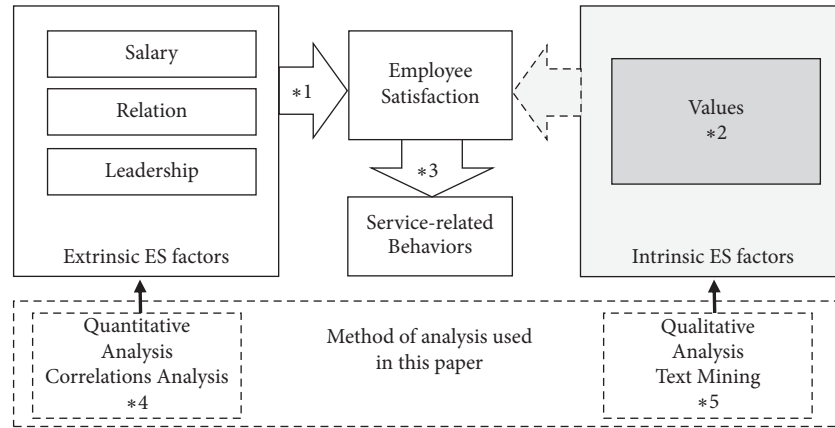 Salary
Relation
Leadership
Extrinsic ES factors
*1
Employee
Satisfaction
*3
Service-related
Behaviors
Values
*2
Intrinsic ES factors
Quantitative
Analysis
Correlations Analysis
*4
Method of analysis used
in this paper
Qualitative
Analysis
Text Mining
*5